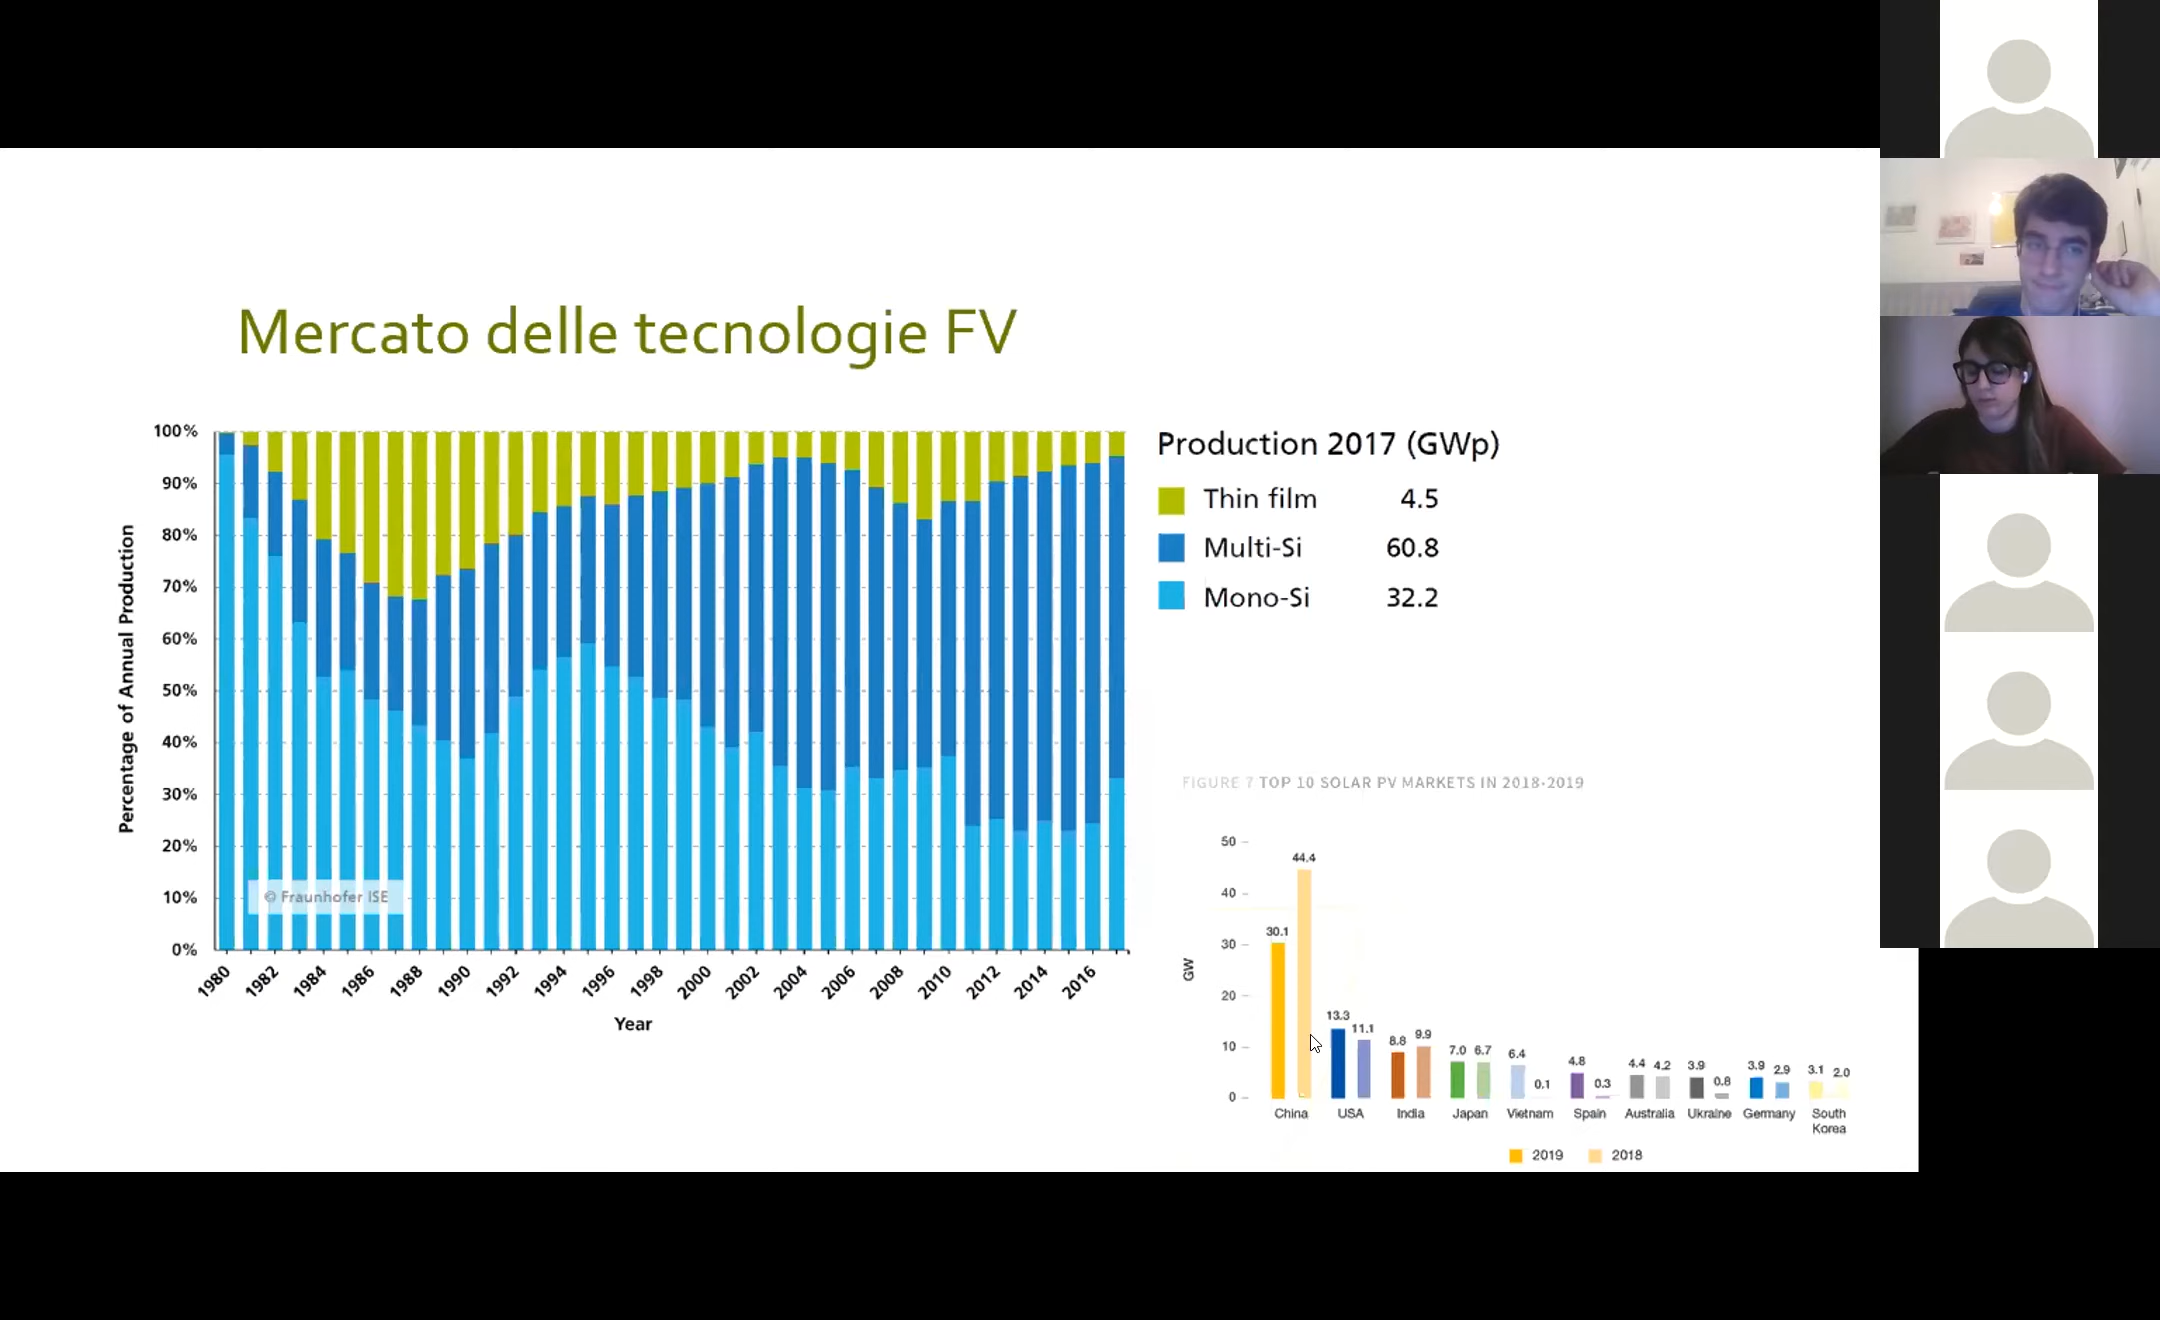 Mercato delle tecnologie FV
Percentage of Annual Production
100%
90%
80%
70%
60%
50%
40%
30%
20%
10%
0%
© Fraunhofer ISE
1980 1982 1984 1986 1988 1990 1992 1994 1996 1998 2000 2002 2004 2006 2008 2010 2012 2014 2016
Year
Production 2017 (GWp)
Thin film 4.5
Multi-Si 60.8
Mono-Si 32.2
FIGURE 7 TOP 10 SOLAR PV MARKETS IN 2018-2019
GW
50
40
30
20
10
0
30.1 44.4
13.3 11.1
8.8 9.9
7.0 6.7
6.4 0.1
4.8 0.3
4.4 4.2
3.9 0.8
3.9 2.9
3.1 2.0
China USA India Japan Vietnam Spain Australia Ukraine Germany South
Korea
2019 2018